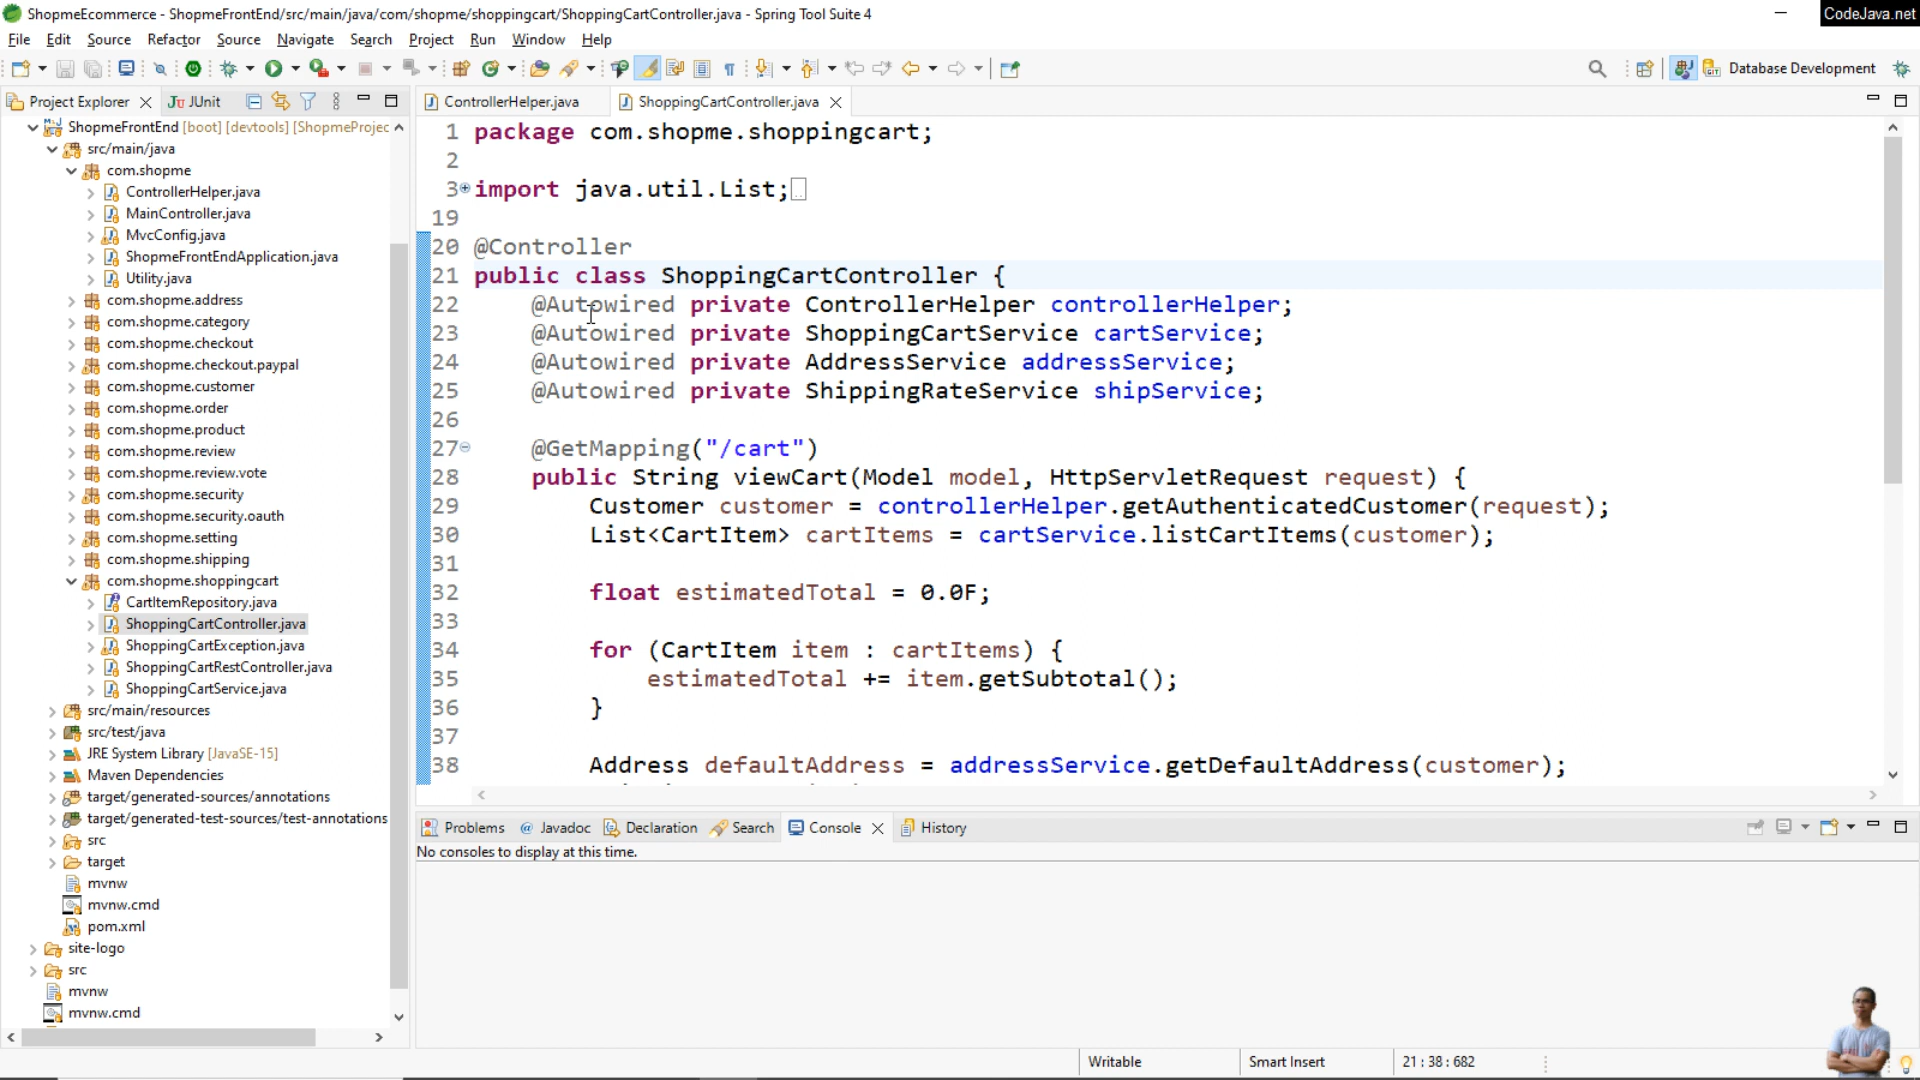 ShopmeEcommerce - ShopmeFrontEnd/src/main/java/com/shopme/shoppingcart/ShoppingCartController.java - Spring Tool Suite 4
CodeJava.net
File Edit Source Refactor Source Navigate Search Project Run Window Help
Database Development
Project Explorer
JUnit
ShopmeFrontEnd [boot] [devtools] [ShopmeProjec
src/main/java
com.shopme
ControllerHelper.java
MainController.java
MvcConfig.java
ShopmeFrontEndApplication.java
Utility.java
com.shopme.address
com.shopme.category
com.shopme.checkout
com.shopme.checkout.paypal
com.shopme.customer
com.shopme.order
com.shopme.product
com.shopme.review
com.shopme.review.vote
com.shopme.security
com.shopme.security.oauth
com.shopme.setting
com.shopme.shipping
com.shopme.shoppingcart
CartItemRepository.java
ShoppingCartController.java
ShoppingCartException.java
ShoppingCartRestController.java
ShoppingCartService.java
src/main/resources
src/test/java
JRE System Library [JavaSE-15]
Maven Dependencies
target/generated-sources/annotations
target/generated-test-sources/test-annotations
src
target
mvnw
mvnw.cmd
pom.xml
site-logo
src
mvnw
mvnw.cmd
ControllerHelper.java
ShoppingCartController.java
1 package com.shopme.shoppingcart;
2
3 import java.util.List;
19
20 @Controller
21 public class ShoppingCartController {
22 @Autowired private ControllerHelper controllerHelper;
23 @Autowired private ShoppingCartService cartService;
24 @Autowired private AddressService addressService;
25 @Autowired private ShippingRateService shipService;
26
27 @GetMapping("/cart")
28 public String viewCart(Model model, HttpServletRequest request) {
29 Customer customer = controllerHelper.getAuthenticatedCustomer(request);
30 List<CartItem> cartItems = cartService.listCartItems(customer);
31
32 float estimatedTotal = 0.0F;
33
34 for (CartItem item : cartItems) {
35 estimatedTotal += item.getSubtotal();
36 }
37
38 Address defaultAddress = addressService.getDefaultAddress(customer);
Problems @ Javadoc Declaration Search Console History
No consoles to display at this time.
Writable Smart Insert 21 : 38 : 682